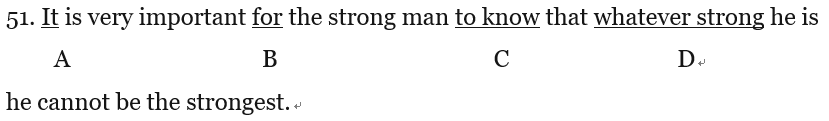 51. It is very important for the strong man to know that whatever strong he is
A B C D
he cannot be the strongest.